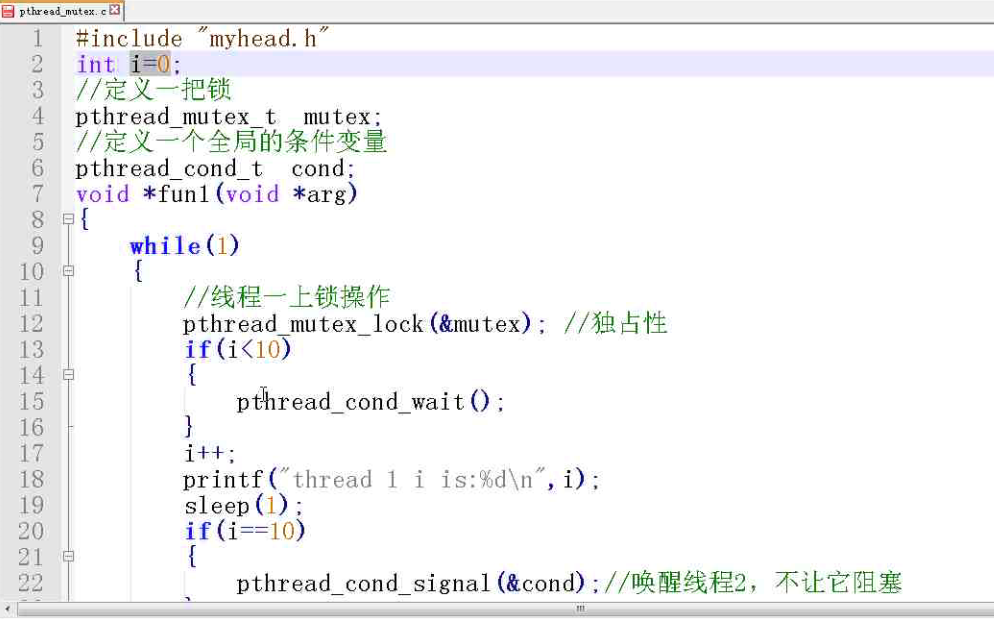 pthread_mutex.c
1 #include "myhead.h"
2 int i=0;
3 //定义一把锁
4 pthread_mutex_t  mutex;
5 //定义一个全局的条件变量
6 pthread_cond_t  cond;
7 void *fun1(void *arg)
8 {
9     while(1)
10     {
11         //线程一上锁操作
12         pthread_mutex_lock(&mutex); //独占性
13         if(i<10)
14         {
15             pthread_cond_wait();
16         }
17         i++;
18         printf("thread 1 i is:%d\n",i);
19         sleep(1);
20         if(i==10)
21         {
22             pthread_cond_signal(&cond);//唤醒线程2，不让它阻塞